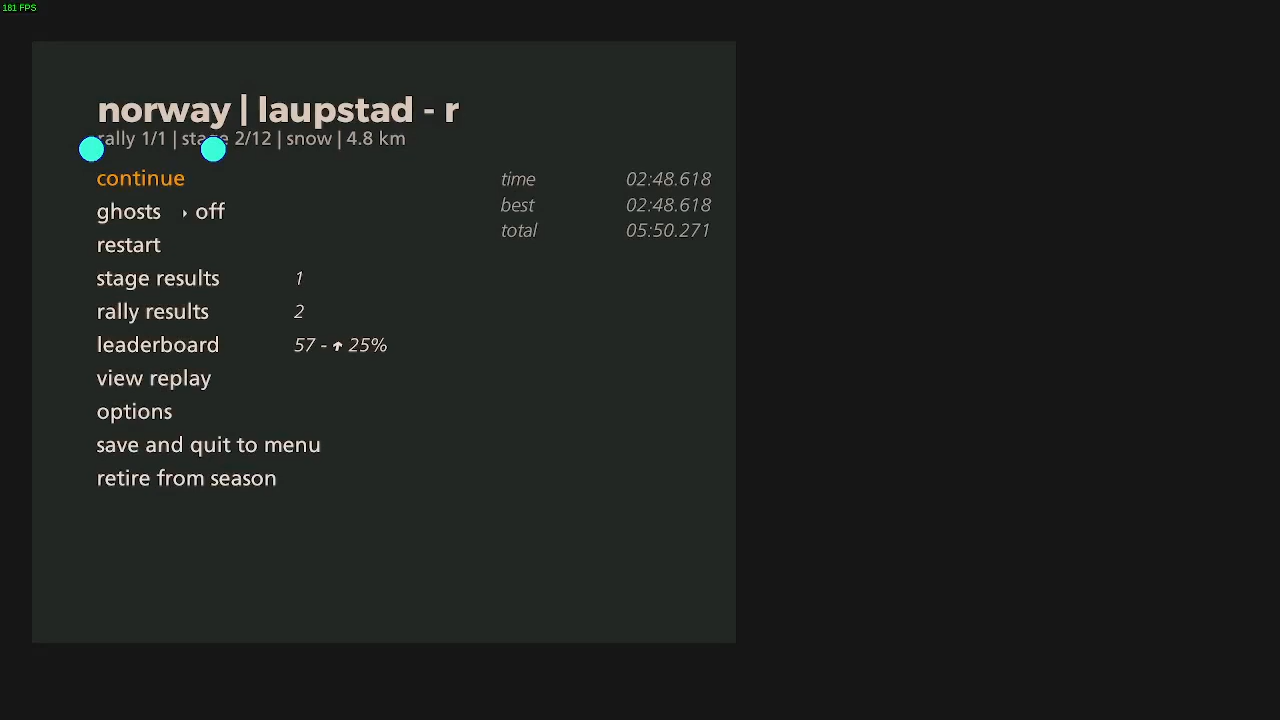 181 FPS
norway | laupstad - r
rally 1/1 | stage 2/12 | snow | 4.8 km
continue
time 02:48.618
ghosts ‣ off
best 02:48.618
total 05:50.271
restart
stage results 1
rally results 2
leaderboard 57 - ↑ 25%
view replay
options
save and quit to menu
retire from season